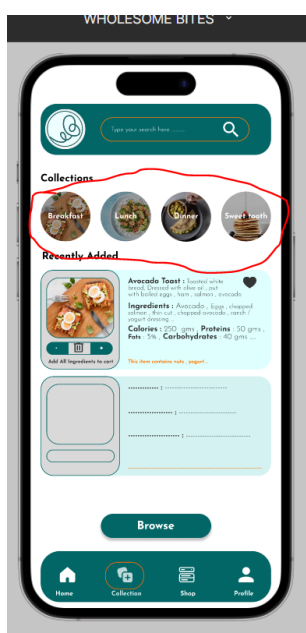 WHOLESOME BITES
Type your search here ........
Collections
Breakfast
Lunch
Dinner
Sweet tooth
Recently Added
Avocado Toast : Toasted white
bread, Dressed with olive oil , put
with boiled eggs , ham , salmon , avocado
Ingredients : Avocado , Eggs , chopped
salmon , thin cut , chopped avocado , ranch /
yogurt dressing ..
Calories : 250 gms , Proteins : 50 gms ,
Fats : 5% , Carbohydrates : 40 gms ...
- +
Add All Ingredients to cart
This item contains nuts , yogurt ..
Browse
Home
Collection
Shop
Profile